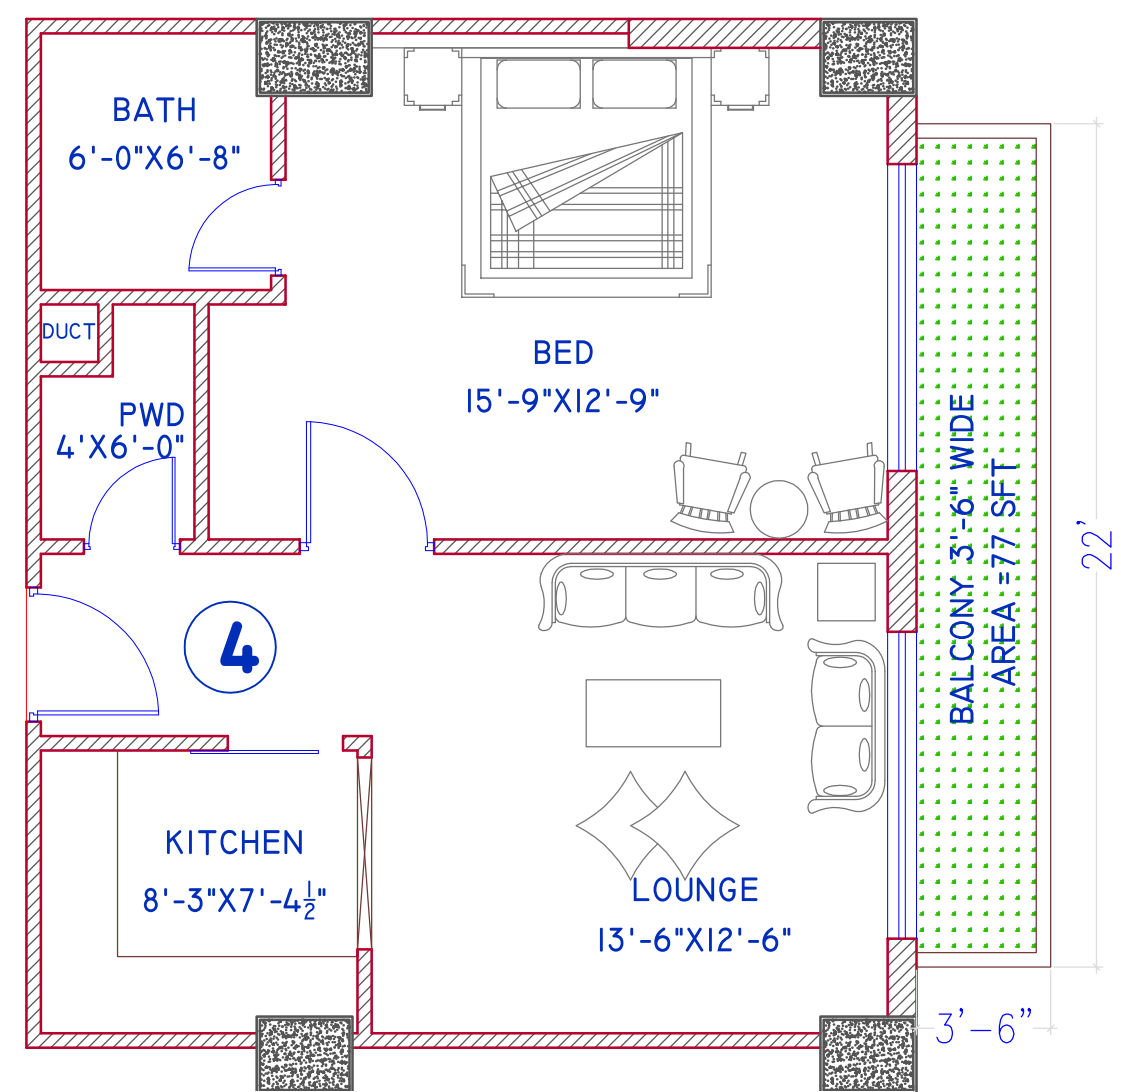 BATH
6'-0"X6'-8"
DUCT
PWD
4'X6'-0"
BED
15'-9"X12'-9"
BALCONY 3'-6" WIDE
AREA =77 SFT
22'
4
KITCHEN
8'-3"X7'-4½"
LOUNGE
13'-6"X12'-6"
3'-6"